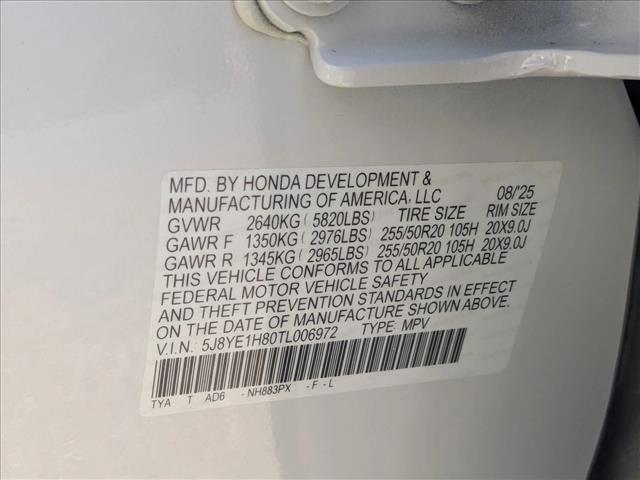 MFD. BY HONDA DEVELOPMENT &
MANUFACTURING OF AMERICA, LLC 08/'25
GVWR 2640KG ( 5820LBS) TIRE SIZE RIM SIZE
GAWR F 1350KG ( 2976LBS) 255/50R20 105H 20X9.0J
GAWR R 1345KG ( 2965LBS) 255/50R20 105H 20X9.0J
THIS VEHICLE CONFORMS TO ALL APPLICABLE
FEDERAL MOTOR VEHICLE SAFETY
AND THEFT PREVENTION STANDARDS IN EFFECT
ON THE DATE OF MANUFACTURE SHOWN ABOVE.
V.I.N: 5J8YE1H80TL006972 TYPE: MPV
TYA T AD6 - NH883PX - F - L